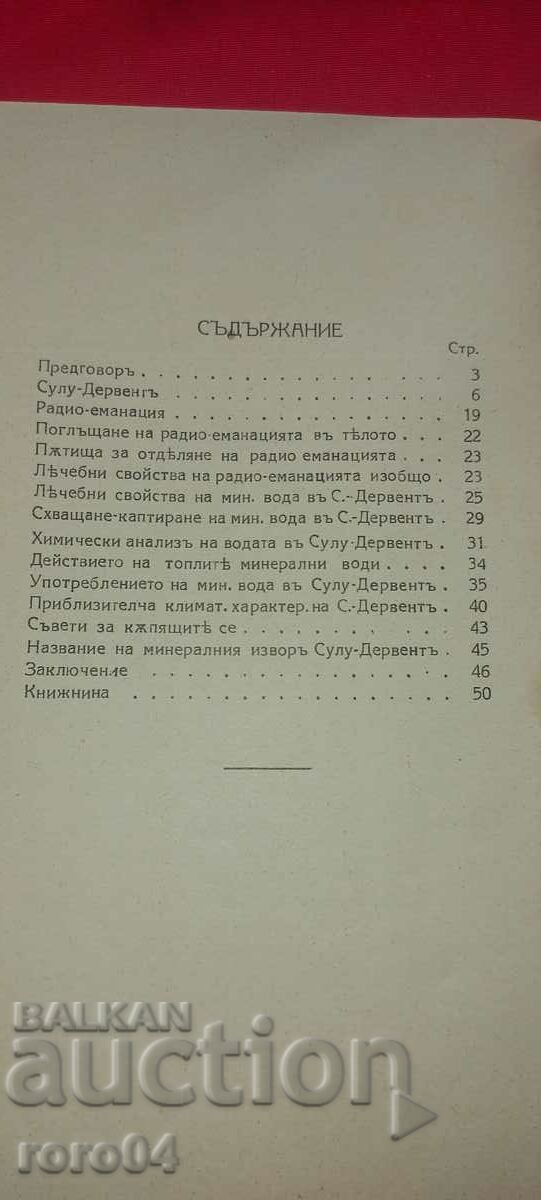 СЪДЪРЖАНИЕ
Стр.
Предговоръ . . . . . . . . . . . . . . . 3
Сулу-Дервентъ . . . . . . . . . . . . . 6
Радио-еманация . . . . . . . . . . . . . 19
Поглъщане на радио-еманацията въ тѣлото . . . 22
Пѫтища за отдѣляне на радио еманацията . . . . 23
Лѣчебни свойства на радио-еманацията изобщо . 23
Лѣчебни свойства на мин. вода въ С.-Дервентъ . 25
Схващане-каптиране на мин. вода въ С.-Дервентъ . 29
Химически анализъ на водата въ Сулу-Дервентъ . 31
Действието на топлитѣ минерални води . . . . 34
Употреблението на мин. вода въ Сулу-Дервентъ . 35
Приблизителча климат. характер. на С.-Дервентъ . 40
Съвети за кѫпящитѣ се . . . . . . . . . 43
Название на минералния изворъ Сулу-Дервентъ . 45
Заключение . . . . . . . . . . . . . . 46
Книжнина . . . . . . . . . . . . . . . 50
BALKAN
auction
roro04